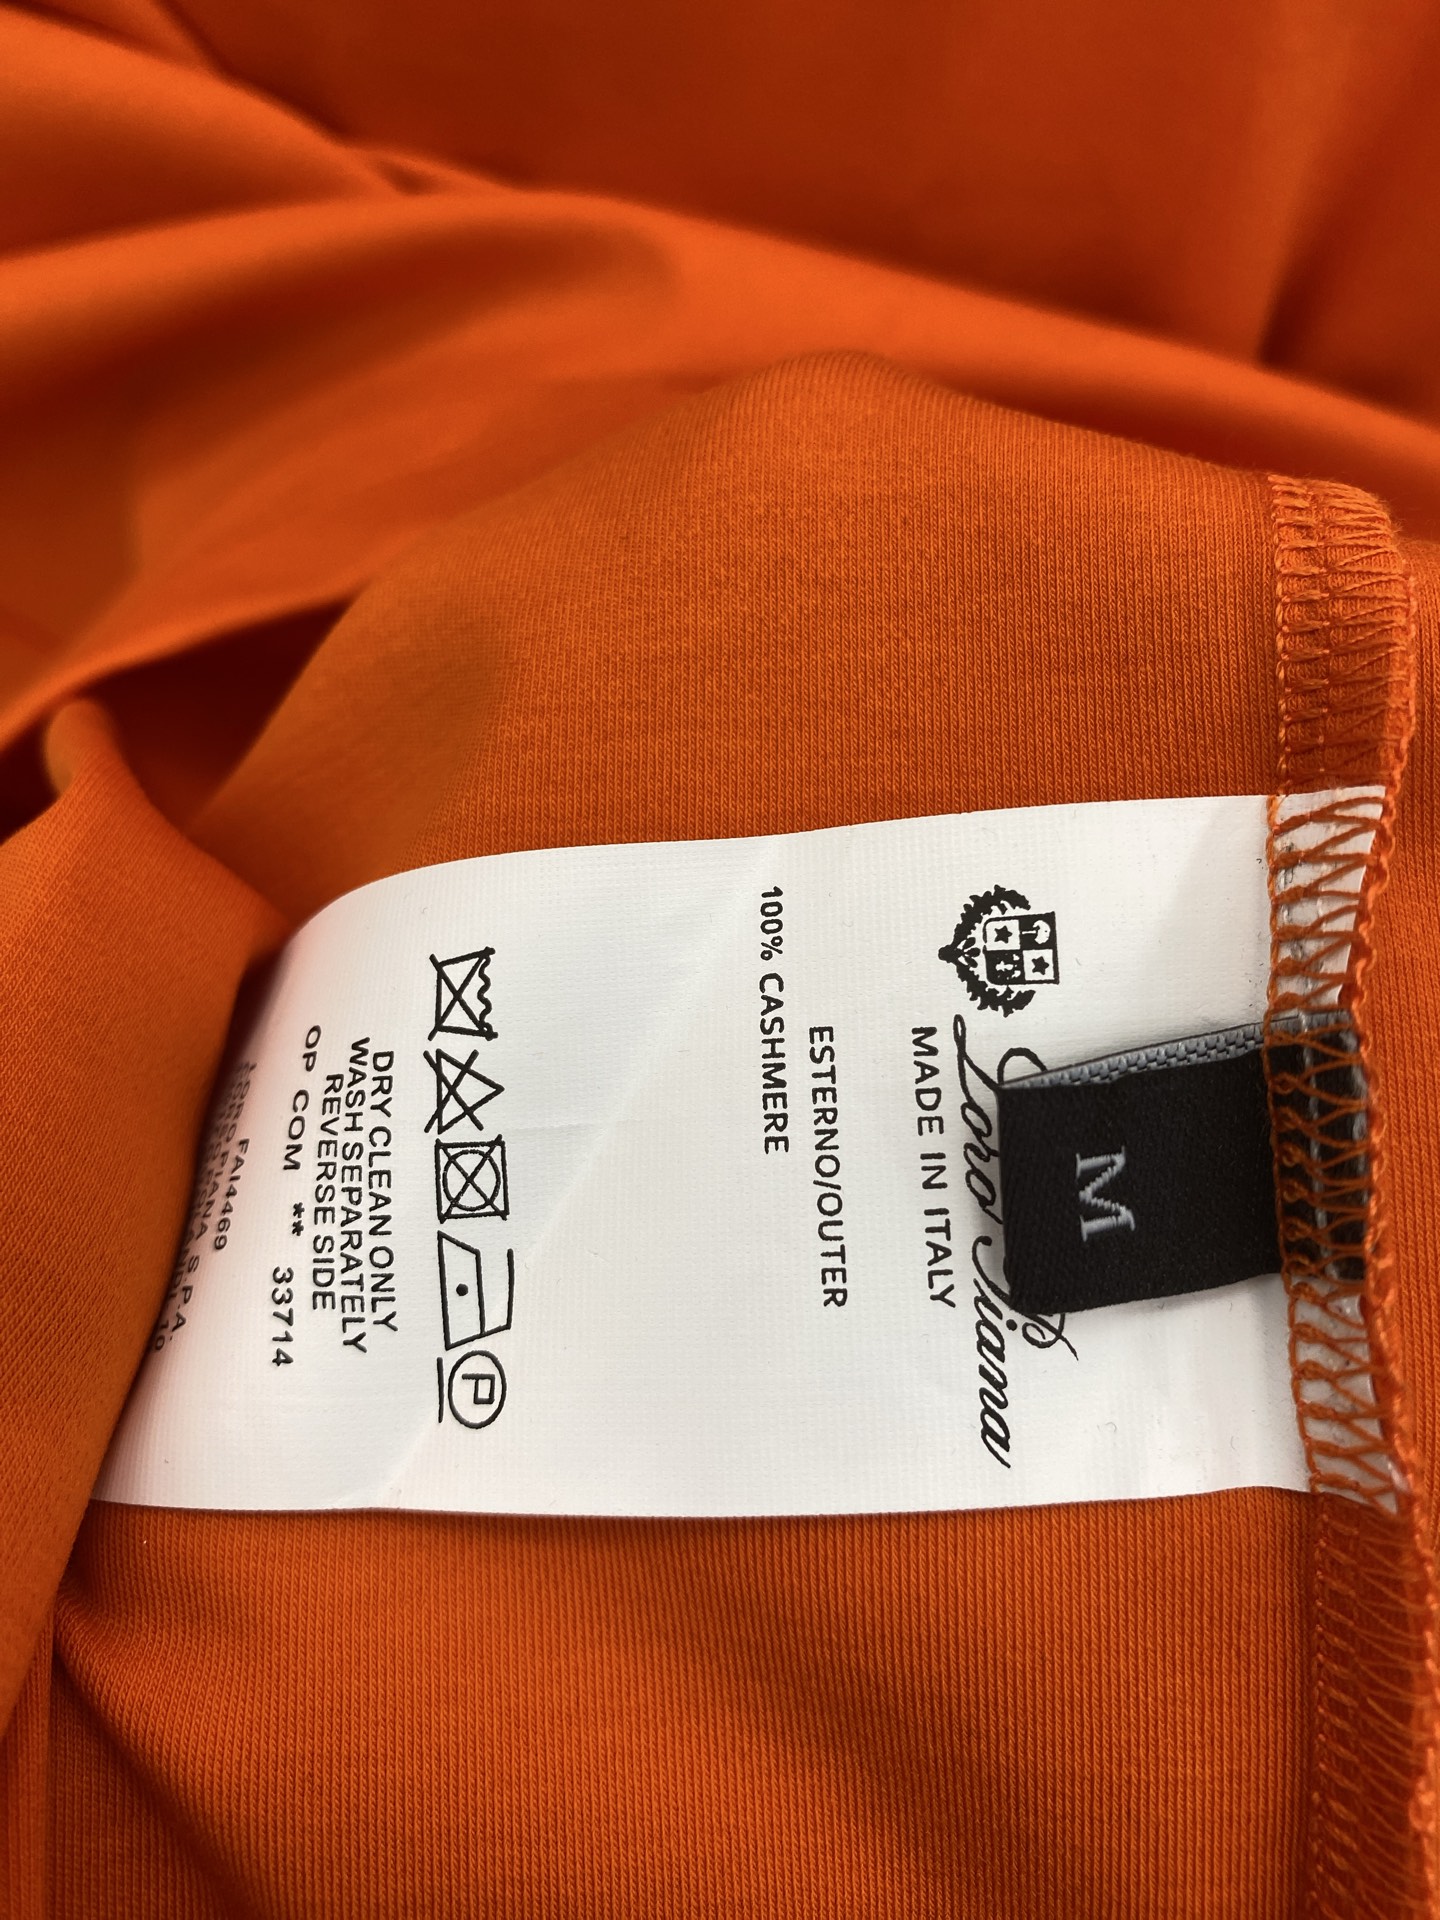 Loro Piana
M
MADE IN ITALY
ESTERNO/OUTER
100% CASHMERE
P
DRY CLEAN ONLY
WASH SEPARATELY
REVERSE SIDE
OP COM ** 33714
FAI4469
PIANA S.P.A.